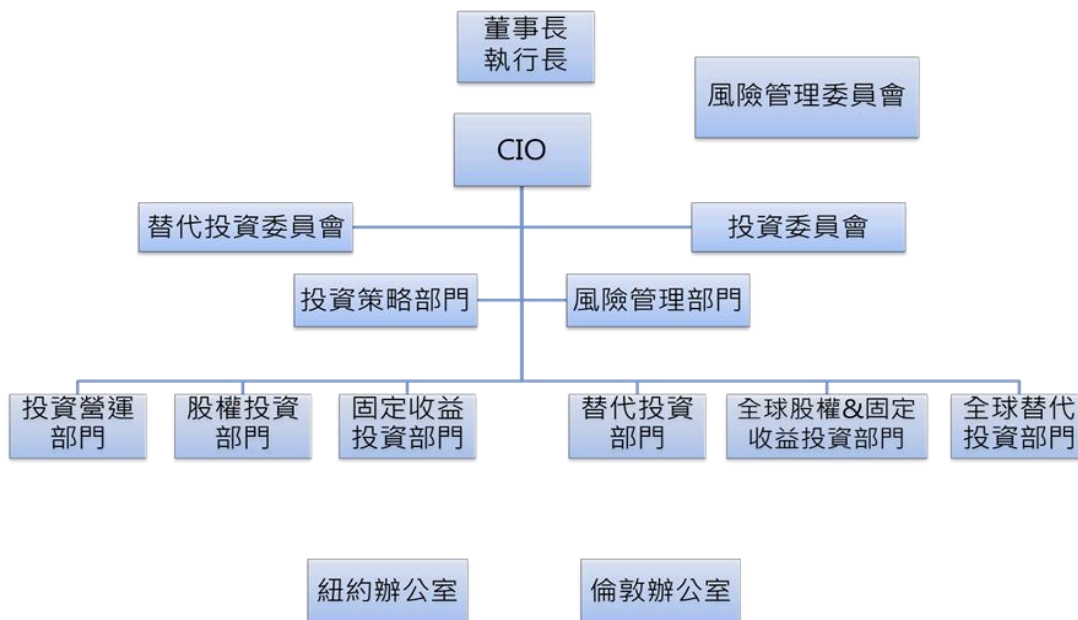 董事長
執行長
風險管理委員會
CIO
替代投資委員會
投資委員會
投資策略部門
風險管理部門
投資營運
部門
股權投資
部門
固定收益
投資部門
替代投資
部門
全球股權&固定
收益投資部門
全球替代
投資部門
紐約辦公室
倫敦辦公室